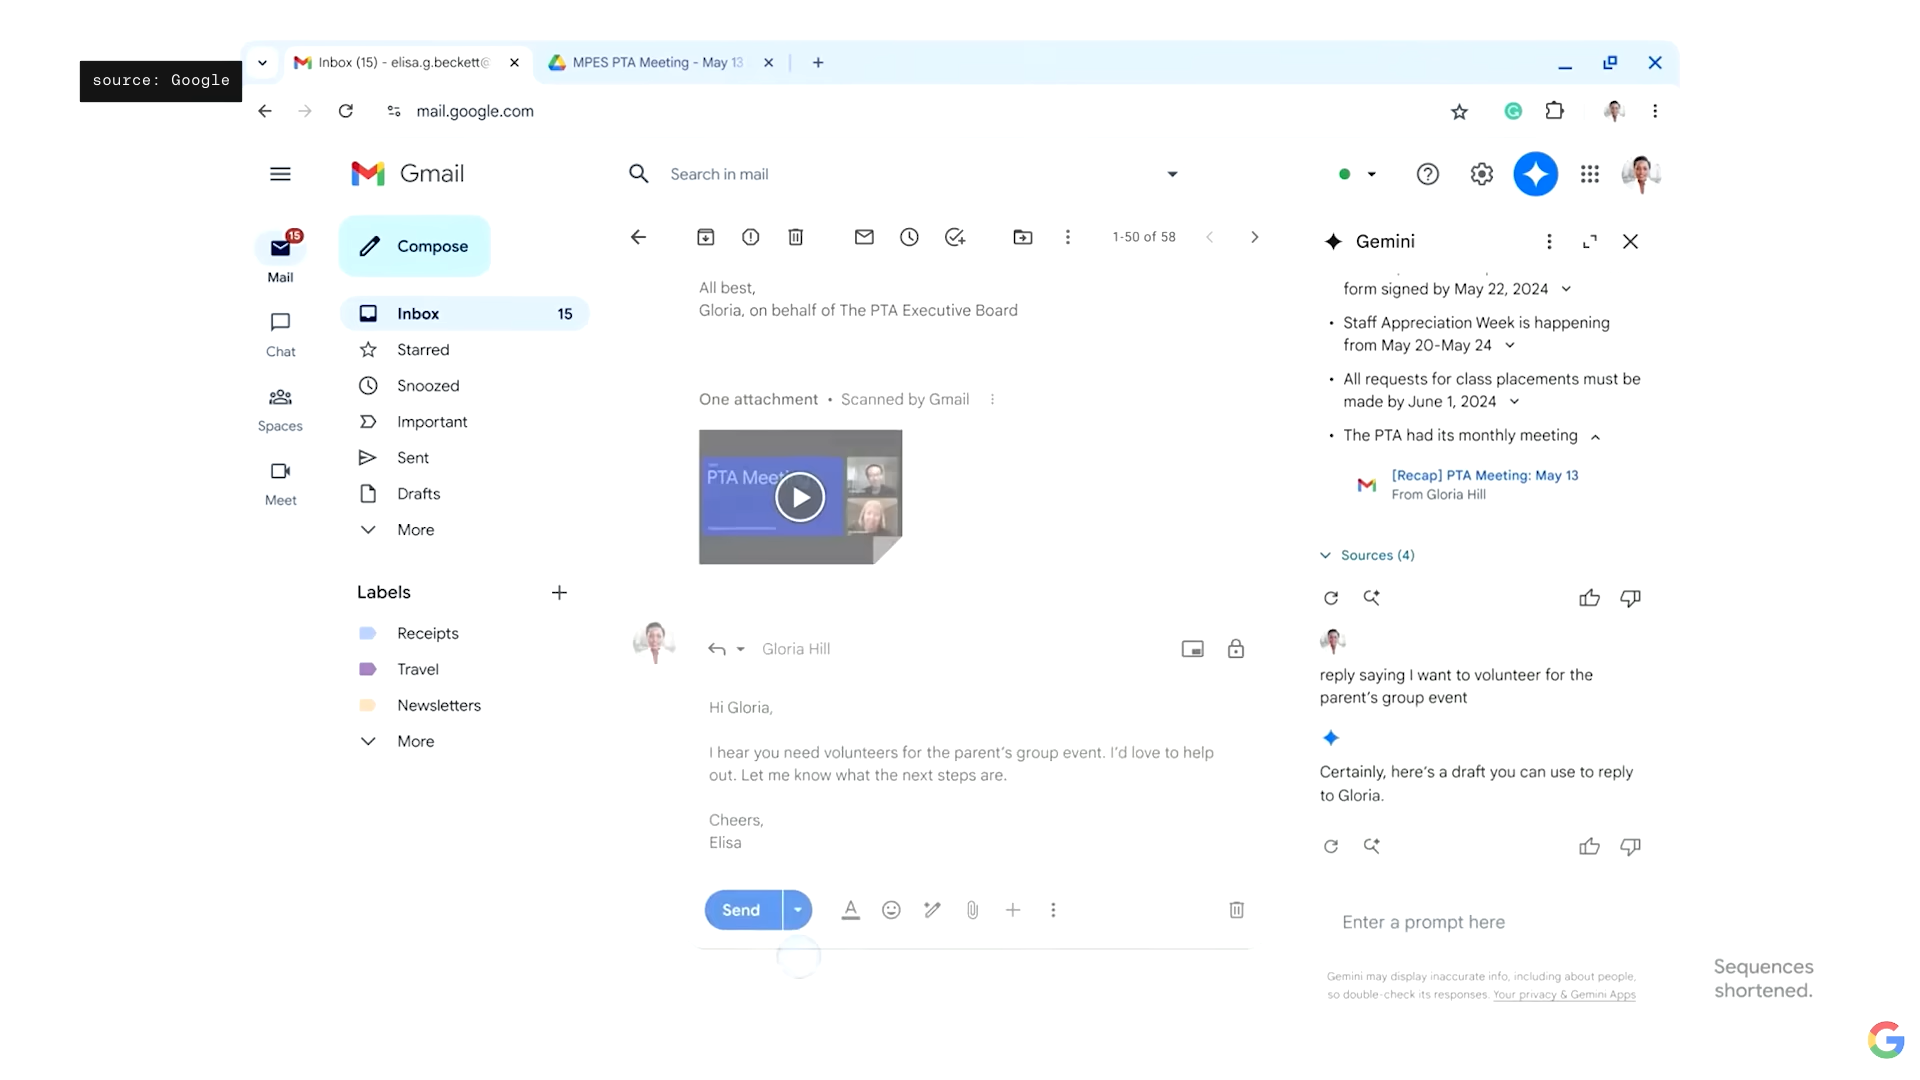 source: Google
Inbox (15) - elisa.g.beckett@
MPES PTA Meeting - May 13
mail.google.com
Gmail
Search in mail
15
Mail
Chat
Spaces
Meet
Compose
Inbox 15
Starred
Snoozed
Important
Sent
Drafts
More
Labels
Receipts
Travel
Newsletters
More
1-50 of 58
All best,
Gloria, on behalf of The PTA Executive Board
One attachment • Scanned by Gmail
PTA Meeting
Gloria Hill
Hi Gloria,
I hear you need volunteers for the parent's group event. I'd love to help
out. Let me know what the next steps are.
Cheers,
Elisa
Send
Gemini
form signed by May 22, 2024
• Staff Appreciation Week is happening
from May 20-May 24
• All requests for class placements must be
made by June 1, 2024
• The PTA had its monthly meeting
[Recap] PTA Meeting: May 13
From Gloria Hill
Sources (4)
reply saying I want to volunteer for the
parent's group event
Certainly, here's a draft you can use to reply
to Gloria.
Enter a prompt here
Gemini may display inaccurate info, including about people,
so double-check its responses. Your privacy & Gemini Apps
Sequences
shortened.